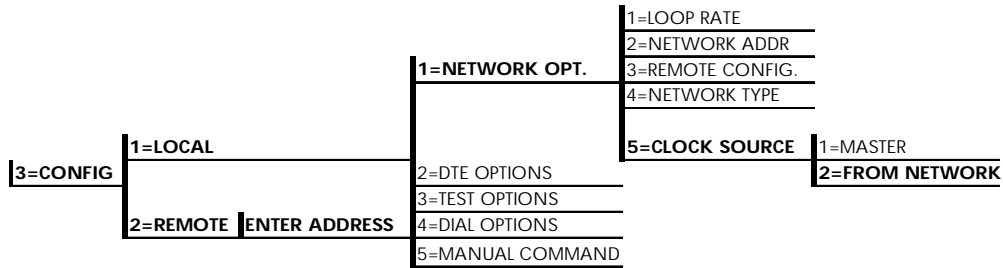 1=LOOP RATE
2=NETWORK ADDR
1=NETWORK OPT. 3=REMOTE CONFIG.
4=NETWORK TYPE
1=LOCAL 5=CLOCK SOURCE 1=MASTER
3=CONFIG 2=DTE OPTIONS 2=FROM NETWORK
3=TEST OPTIONS
2=REMOTE ENTER ADDRESS 4=DIAL OPTIONS
5=MANUAL COMMAND